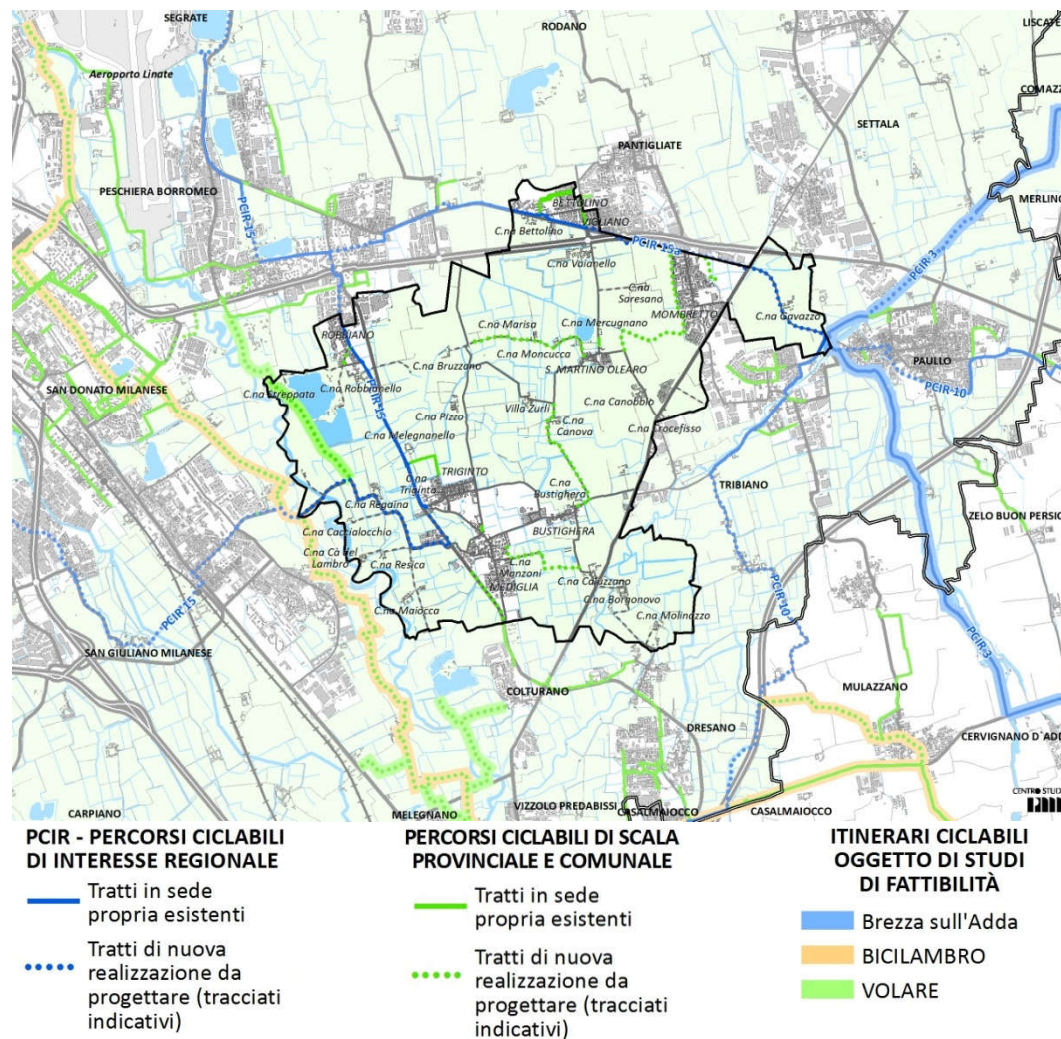 SEGRATE
RODANO
LISCATE
Aeroporto Linate
COMAZZ
SETTALA
PANTIGLIATE
PESCHIERA BORROMEO
PCIR-15
BETTOLINO
MERLINO
VIGLIANO
C.na Bettolino
PCIR 15a
PCIR-3
C.na Vaianello
C.na Saresano
C.na Gavazzo
MOMBRETTO
C.na Marisa
C.na Mercugnano
ROBBIANO
C.na Moncucca
PAULLO
C.na Bruzzano
S. MARTINO OLEARO
PCIR-10
SAN DONATO MILANESE
C.na Streppata
C.na Robbianello
PCIR-15
Villa Zurli
C.na Canobbio
C.na Pizzo
C.na Canova
C.na Melegnanello
C.na Crocefisso
TRIGINTO
C.na Triginta
C.na Bustighera
TRIBIANO
C.na Regaina
ZELO BUON PERSIC
C.na Caccialocchio
BUSTIGHERA
C.na Cà del Lambro
C.na Resica
C.na Manzoni
MEDIGLIA
C.na Caluzzano
C.na Borgonovo
PCIR-10
PCIR-15
C.na Maiocca
C.na Molinazzo
PCIR-3
SAN GIULIANO MILANESE
COLTURANO
MULAZZANO
DRESANO
CERVIGNANO D'ADD
CENTRO STUD
PIM
CARPIANO
MELEGNANO
VIZZOLO PREDABISSI
CASALMAIOCCO
CASALMAIOCCO
PCIR - PERCORSI CICLABILI
DI INTERESSE REGIONALE
Tratti in sede
propria esistenti
Tratti di nuova
realizzazione da
progettare (tracciati
indicativi)
PERCORSI CICLABILI DI SCALA
PROVINCIALE E COMUNALE
Tratti in sede
propria esistenti
Tratti di nuova
realizzazione da
progettare (tracciati
indicativi)
ITINERARI CICLABILI
OGGETTO DI STUDI
DI FATTIBILITÀ
Brezza sull'Adda
BICILAMBRO
VOLARE